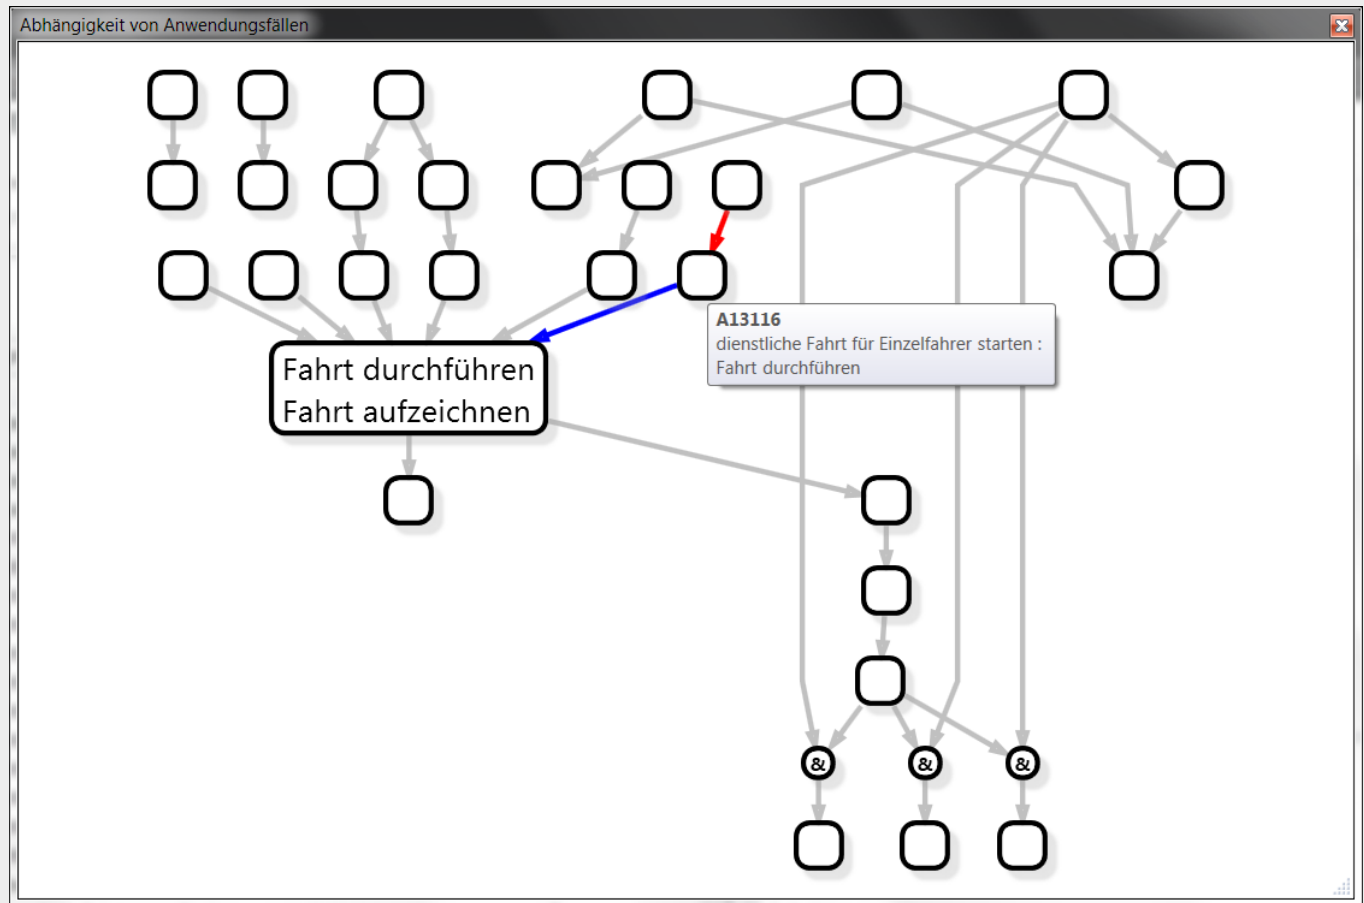 Abhängigkeit von Anwendungsfällen
A13116
dienstliche Fahrt für Einzelfahrer starten :
Fahrt durchführen
Fahrt durchführen
Fahrt aufzeichnen
&
&
&